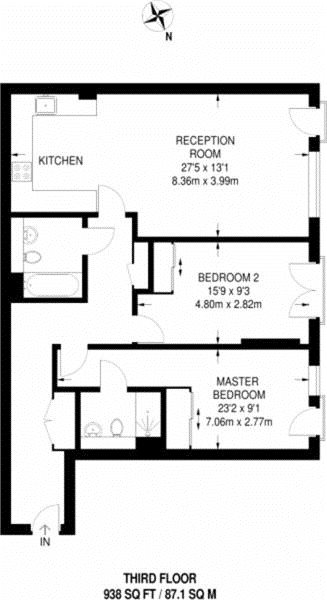 N
RECEPTION
ROOM
27'5 x 13'1
8.36m x 3.99m
KITCHEN
BEDROOM 2
15'9 x 9'3
4.80m x 2.82m
MASTER
BEDROOM
23'2 x 9'1
7.06m x 2.77m
IN
THIRD FLOOR
938 SQ FT / 87.1 SQ M